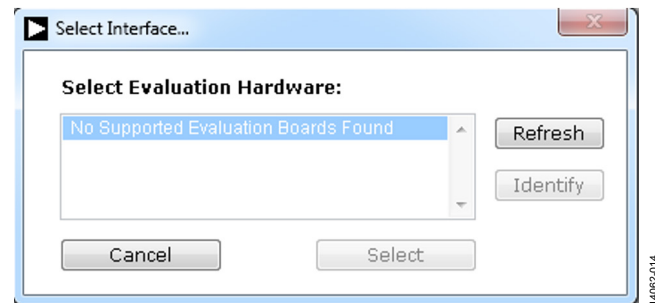 Select Interface...
Select Evaluation Hardware:
No Supported Evaluation Boards Found
Refresh
Identify
Cancel
Select
14062-014